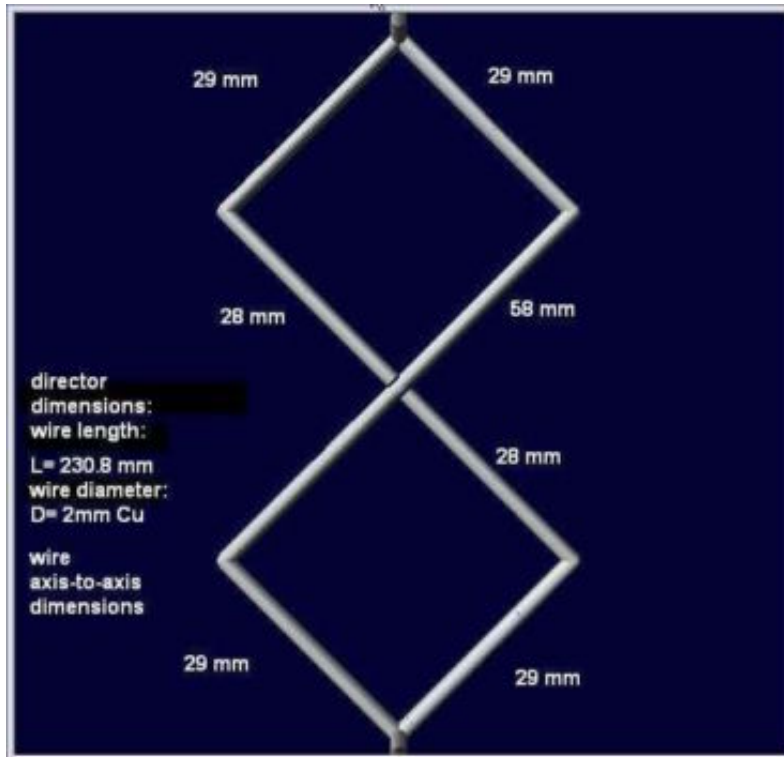 29 mm
29 mm
28 mm
58 mm
director
dimensions:
wire length:
L= 230.8 mm
wire diameter:
D= 2mm Cu
28 mm
wire
axis-to-axis
dimensions
29 mm
29 mm